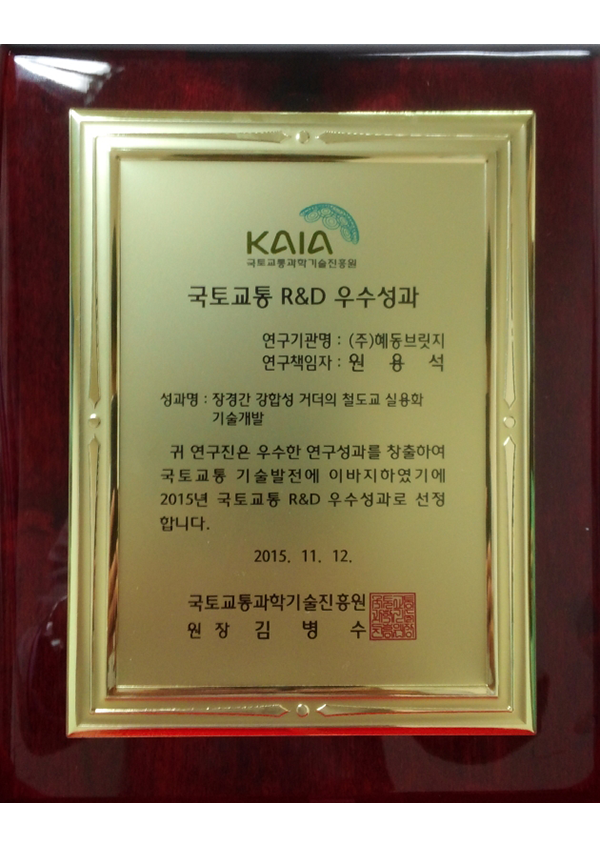 KAIA
국토교통과학기술진흥원
국토교통 R&D 우수성과
연구기관명 : (주)혜동브릿지
연구책임자 : 원 용 석
성과명 : 장경간 강합성 거더의 철도교 실용화
기술개발
귀 연구진은 우수한 연구성과를 창출하여
국토교통 기술발전에 이바지하였기에
2015년 국토교통 R&D 우수성과로 선정
합니다.
2015. 11. 12.
국토교통과학기술진흥원
원 장 김 병 수